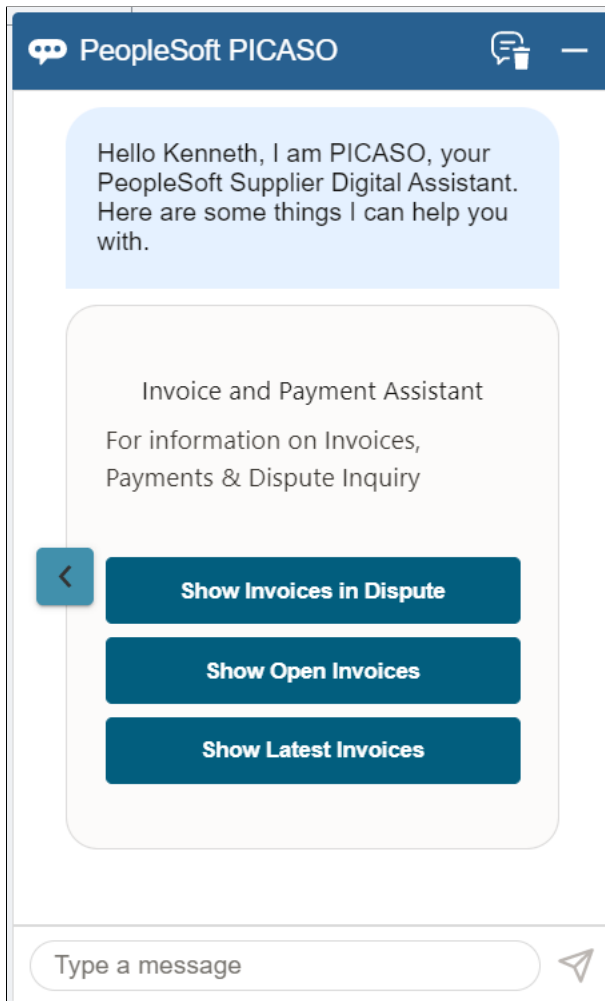 PeopleSoft PICASO
Hello Kenneth, I am PICASO, your
PeopleSoft Supplier Digital Assistant.
Here are some things I can help you
with.
Invoice and Payment Assistant
For information on Invoices,
Payments & Dispute Inquiry
Show Invoices in Dispute
Show Open Invoices
Show Latest Invoices
Type a message